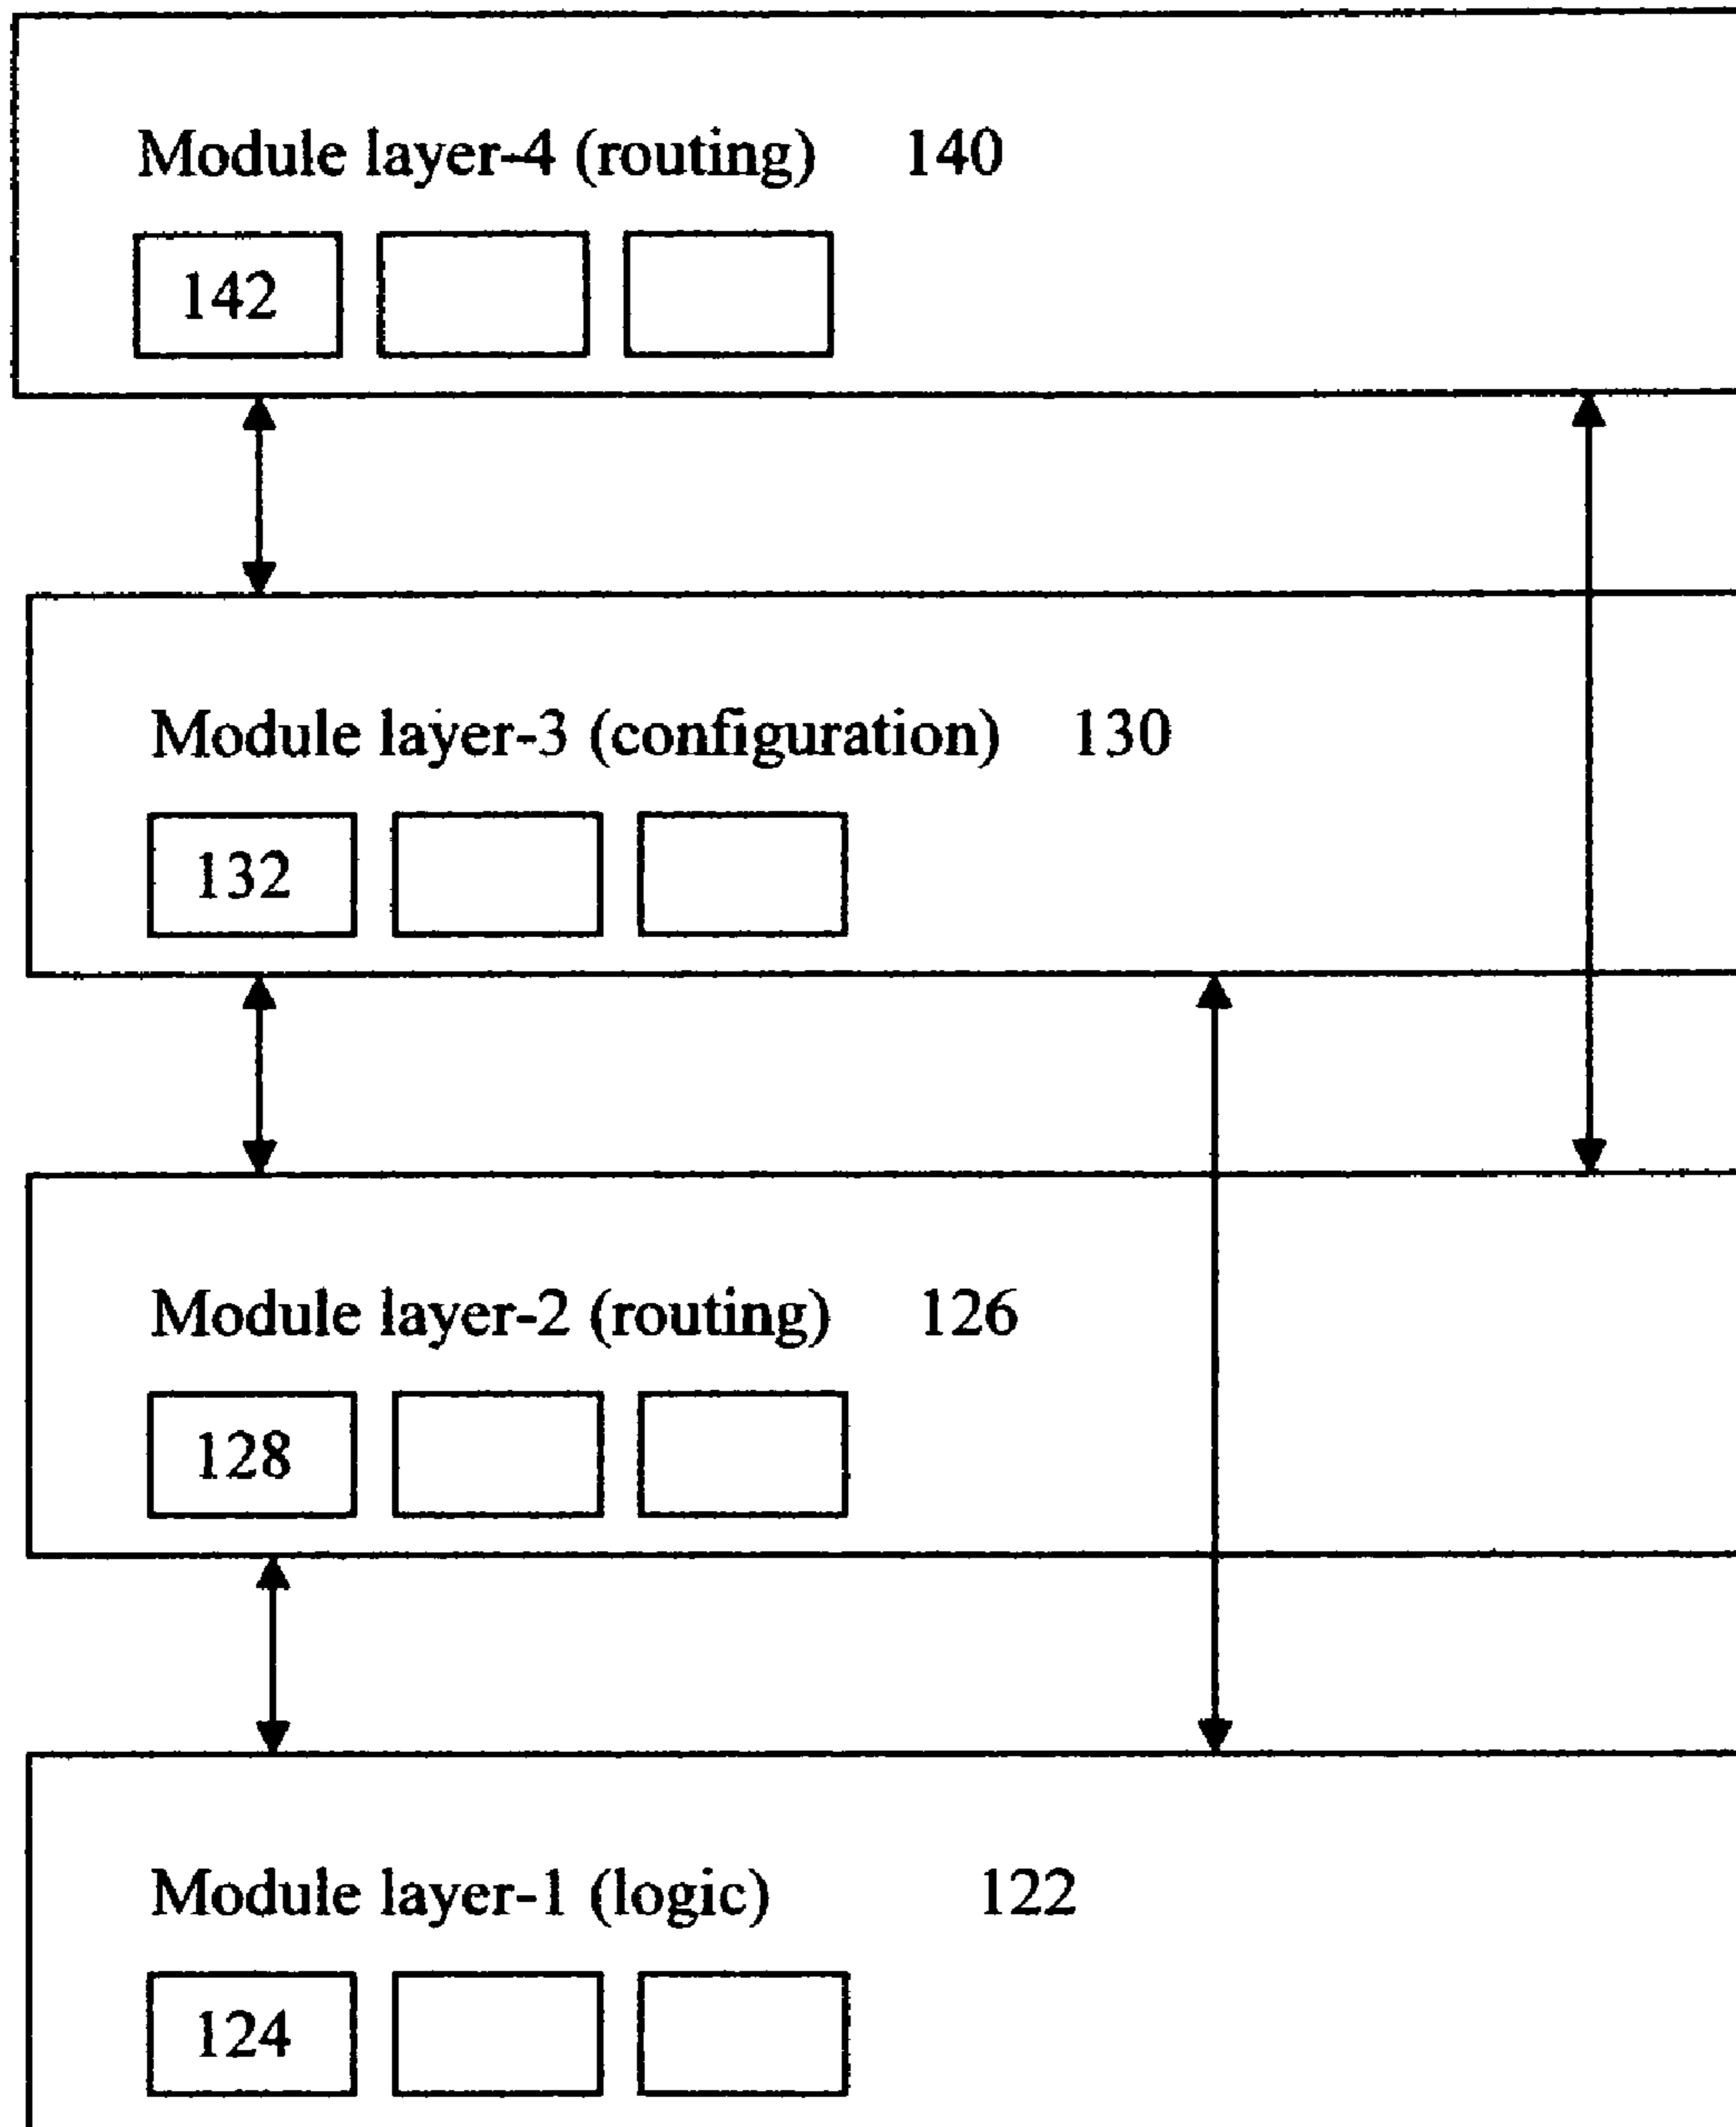 Module layer-4 (routing) 140
142
Module layer-3 (configuration) 130
132
Module layer-2 (routing) 126
128
Module layer-1 (logic) 122
124